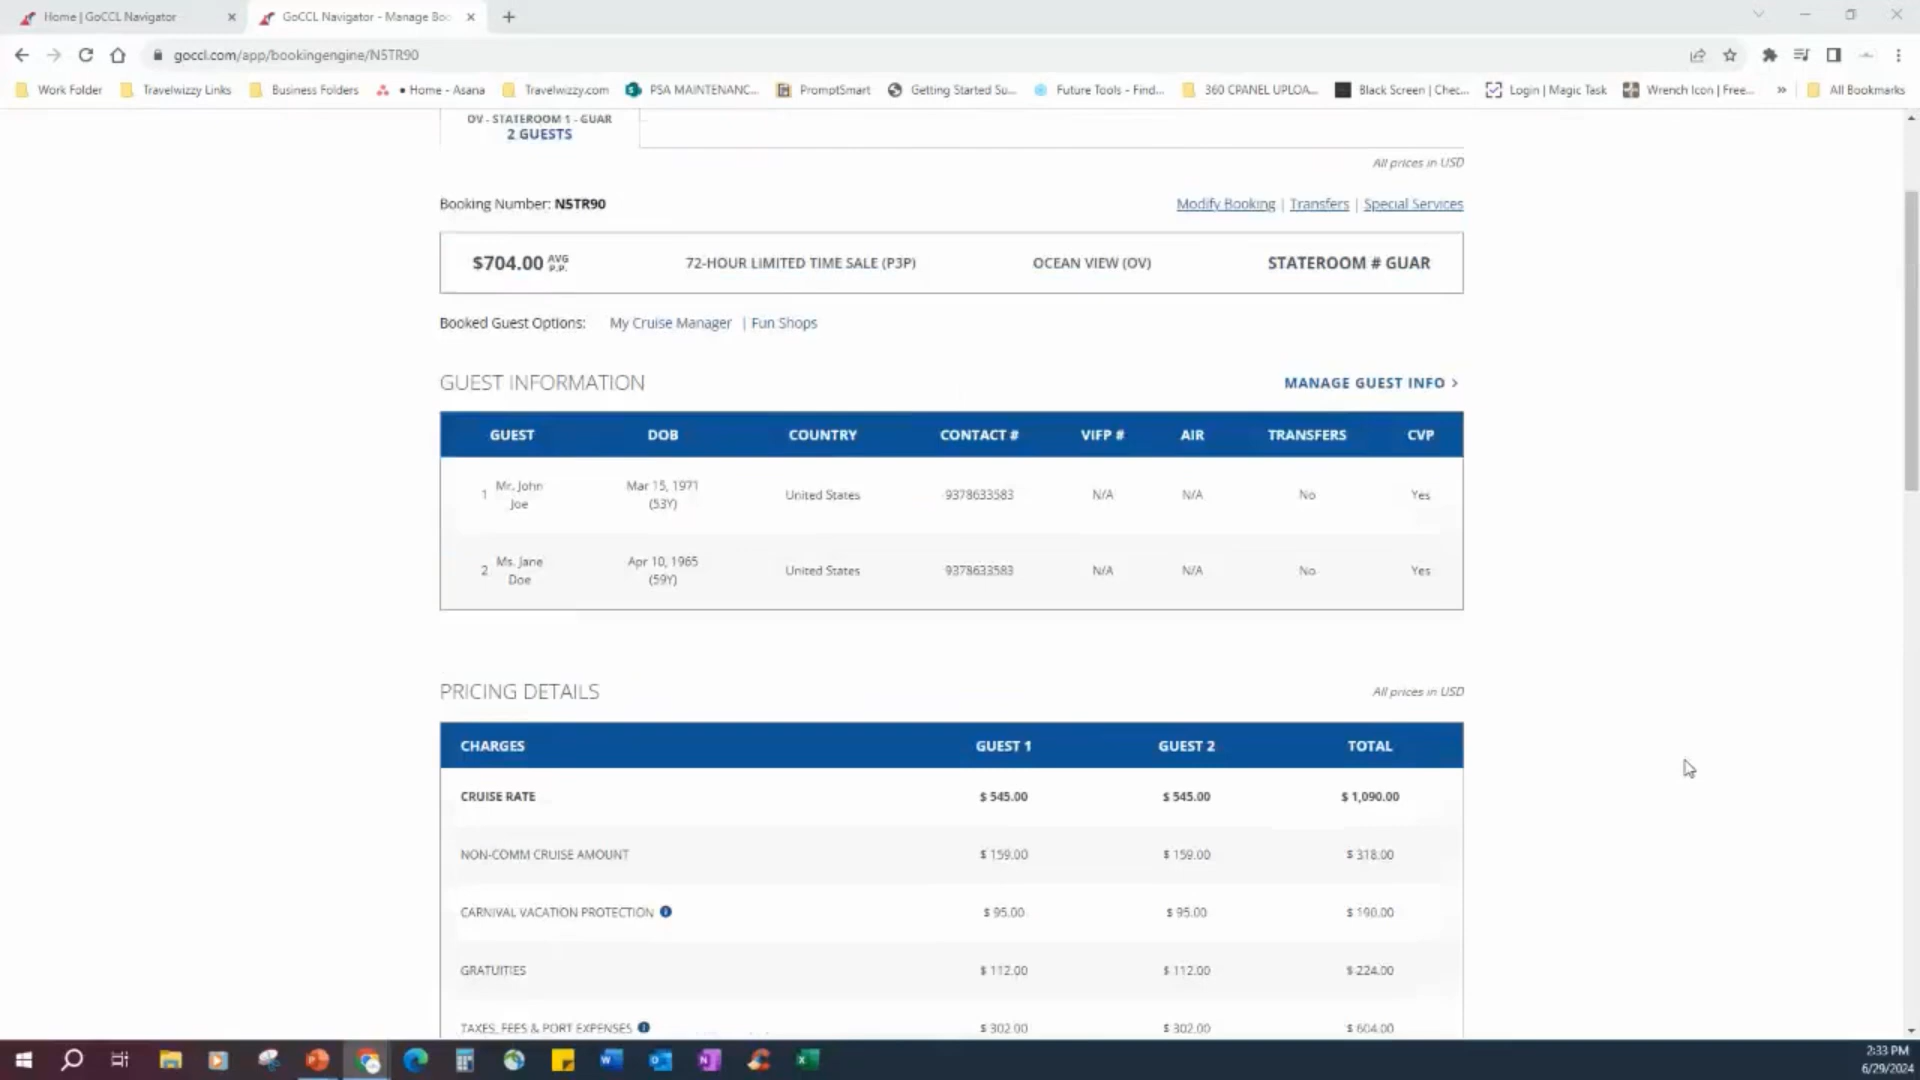 Home | GoCCL Navigator
GoCCL Navigator - Manage Boo
goccl.com/app/bookingengine/N5TR90
Work Folder
Travelwizzy Links
Business Folders
• Home - Asana
Travelwizzy.com
PSA MAINTENANC...
PromptSmart
Getting Started Su...
Future Tools - Find...
360 CPANEL UPLOA...
Black Screen | Chec...
Login | Magic Task
Wrench Icon | Free...
»
All Bookmarks
OV - STATEROOM 1 - GUAR
2 GUESTS
All prices in USD
Booking Number: N5TR90
Modify Booking | Transfers | Special Services
$704.00 AVG P.P.
72-HOUR LIMITED TIME SALE (P3P)
OCEAN VIEW (OV)
STATEROOM # GUAR
Booked Guest Options: My Cruise Manager | Fun Shops
GUEST INFORMATION
MANAGE GUEST INFO >
GUEST DOB COUNTRY CONTACT # VIFP # AIR TRANSFERS CVP
1 Mr. John Joe Mar 15, 1971 (53Y) United States 9378633583 N/A N/A No Yes
2 Ms. Jane Doe Apr 10, 1965 (59Y) United States 9378633583 N/A N/A No Yes
PRICING DETAILS
All prices in USD
CHARGES GUEST 1 GUEST 2 TOTAL
CRUISE RATE $ 545.00 $ 545.00 $ 1,090.00
NON-COMM CRUISE AMOUNT $ 159.00 $ 159.00 $ 318.00
CARNIVAL VACATION PROTECTION $ 95.00 $ 95.00 $ 190.00
GRATUITIES $ 112.00 $ 112.00 $ 224.00
TAXES, FEES & PORT EXPENSES $ 302.00 $ 302.00 $ 604.00
2:33 PM
6/29/2024